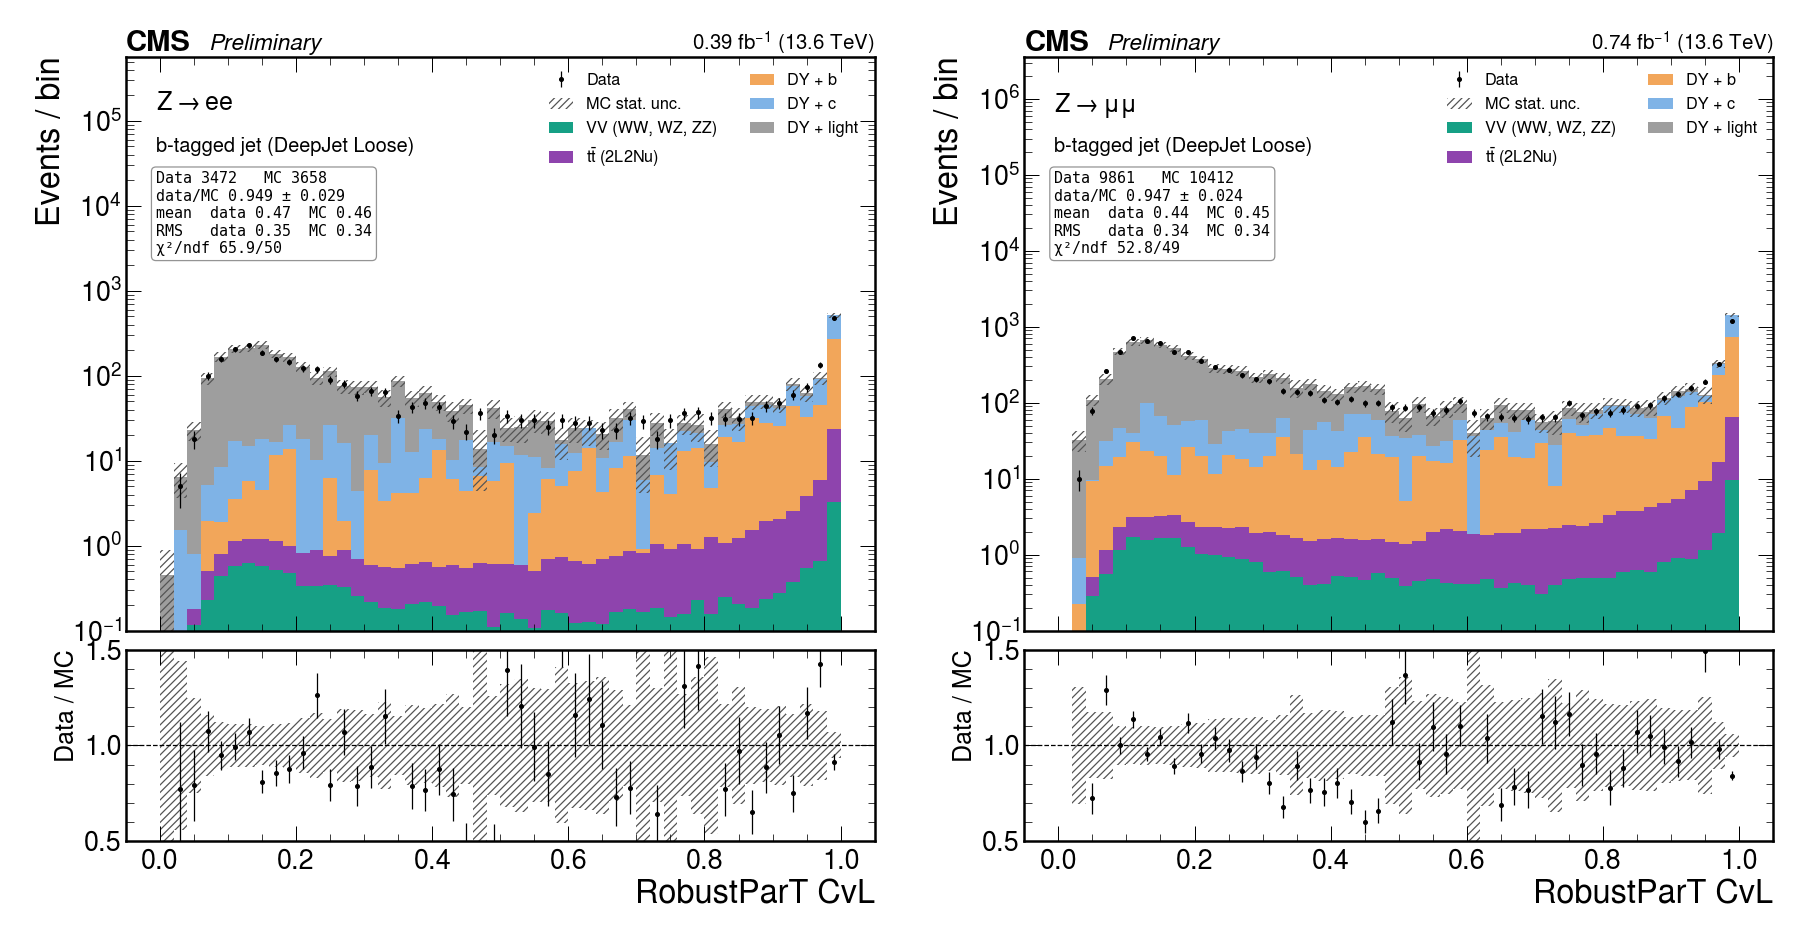 CMS Preliminary 0.39 fb⁻¹ (13.6 TeV)
Events / bin
Z → ee
b-tagged jet (DeepJet Loose)
Data 3472 MC 3658
data/MC 0.949 ± 0.029
mean data 0.47 MC 0.46
RMS data 0.35 MC 0.34
χ²/ndf 65.9/50
Data
MC stat. unc.
VV (WW, WZ, ZZ)
tt̄ (2L2Nu)
DY + b
DY + c
DY + light
10⁵
10⁴
10³
10²
10¹
10⁰
10⁻¹
Data / MC
1.5
1.0
0.5
0.0 0.2 0.4 0.6 0.8 1.0
RobustParT CvL
CMS Preliminary 0.74 fb⁻¹ (13.6 TeV)
Events / bin
Z → μμ
b-tagged jet (DeepJet Loose)
Data 9861 MC 10412
data/MC 0.947 ± 0.024
mean data 0.44 MC 0.45
RMS data 0.34 MC 0.34
χ²/ndf 52.8/49
Data
MC stat. unc.
VV (WW, WZ, ZZ)
tt̄ (2L2Nu)
DY + b
DY + c
DY + light
10⁶
10⁵
10⁴
10³
10²
10¹
10⁰
10⁻¹
Data / MC
1.5
1.0
0.5
0.0 0.2 0.4 0.6 0.8 1.0
RobustParT CvL